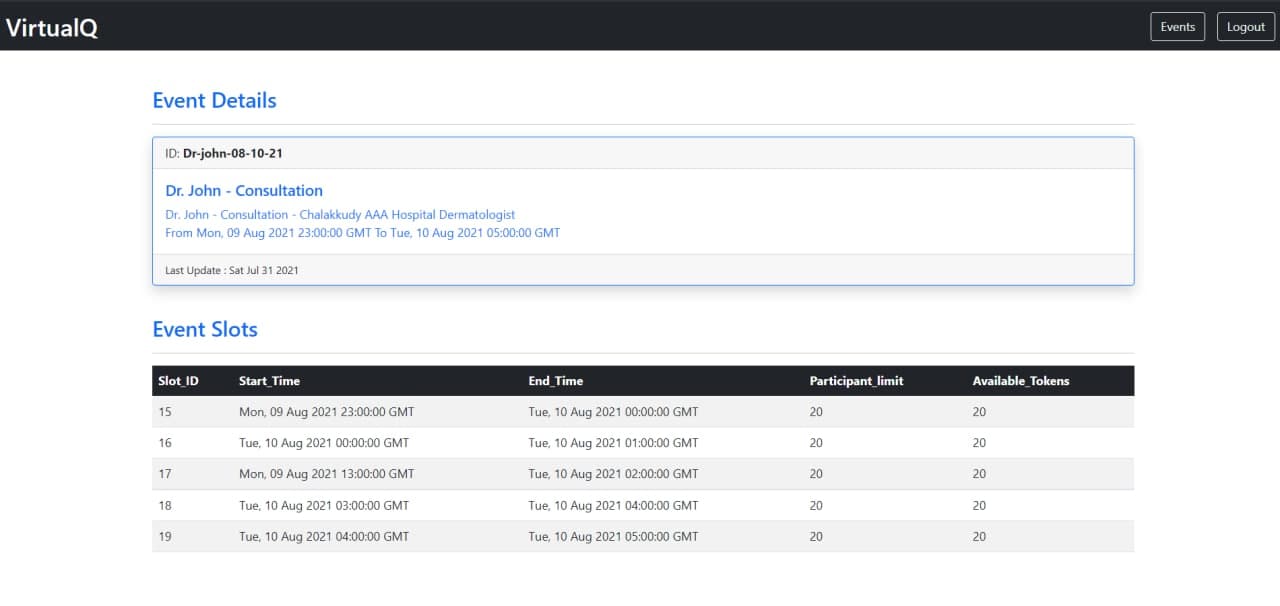 VirtualQ
Events Logout
Event Details
ID: Dr-john-08-10-21
Dr. John - Consultation
Dr. John - Consultation - Chalakkudy AAA Hospital Dermatologist
From Mon, 09 Aug 2021 23:00:00 GMT To Tue, 10 Aug 2021 05:00:00 GMT
Last Update : Sat Jul 31 2021
Event Slots
Slot_ID Start_Time End_Time Participant_limit Available_Tokens
15 Mon, 09 Aug 2021 23:00:00 GMT Tue, 10 Aug 2021 00:00:00 GMT 20 20
16 Tue, 10 Aug 2021 00:00:00 GMT Tue, 10 Aug 2021 01:00:00 GMT 20 20
17 Mon, 09 Aug 2021 13:00:00 GMT Tue, 10 Aug 2021 02:00:00 GMT 20 20
18 Tue, 10 Aug 2021 03:00:00 GMT Tue, 10 Aug 2021 04:00:00 GMT 20 20
19 Tue, 10 Aug 2021 04:00:00 GMT Tue, 10 Aug 2021 05:00:00 GMT 20 20